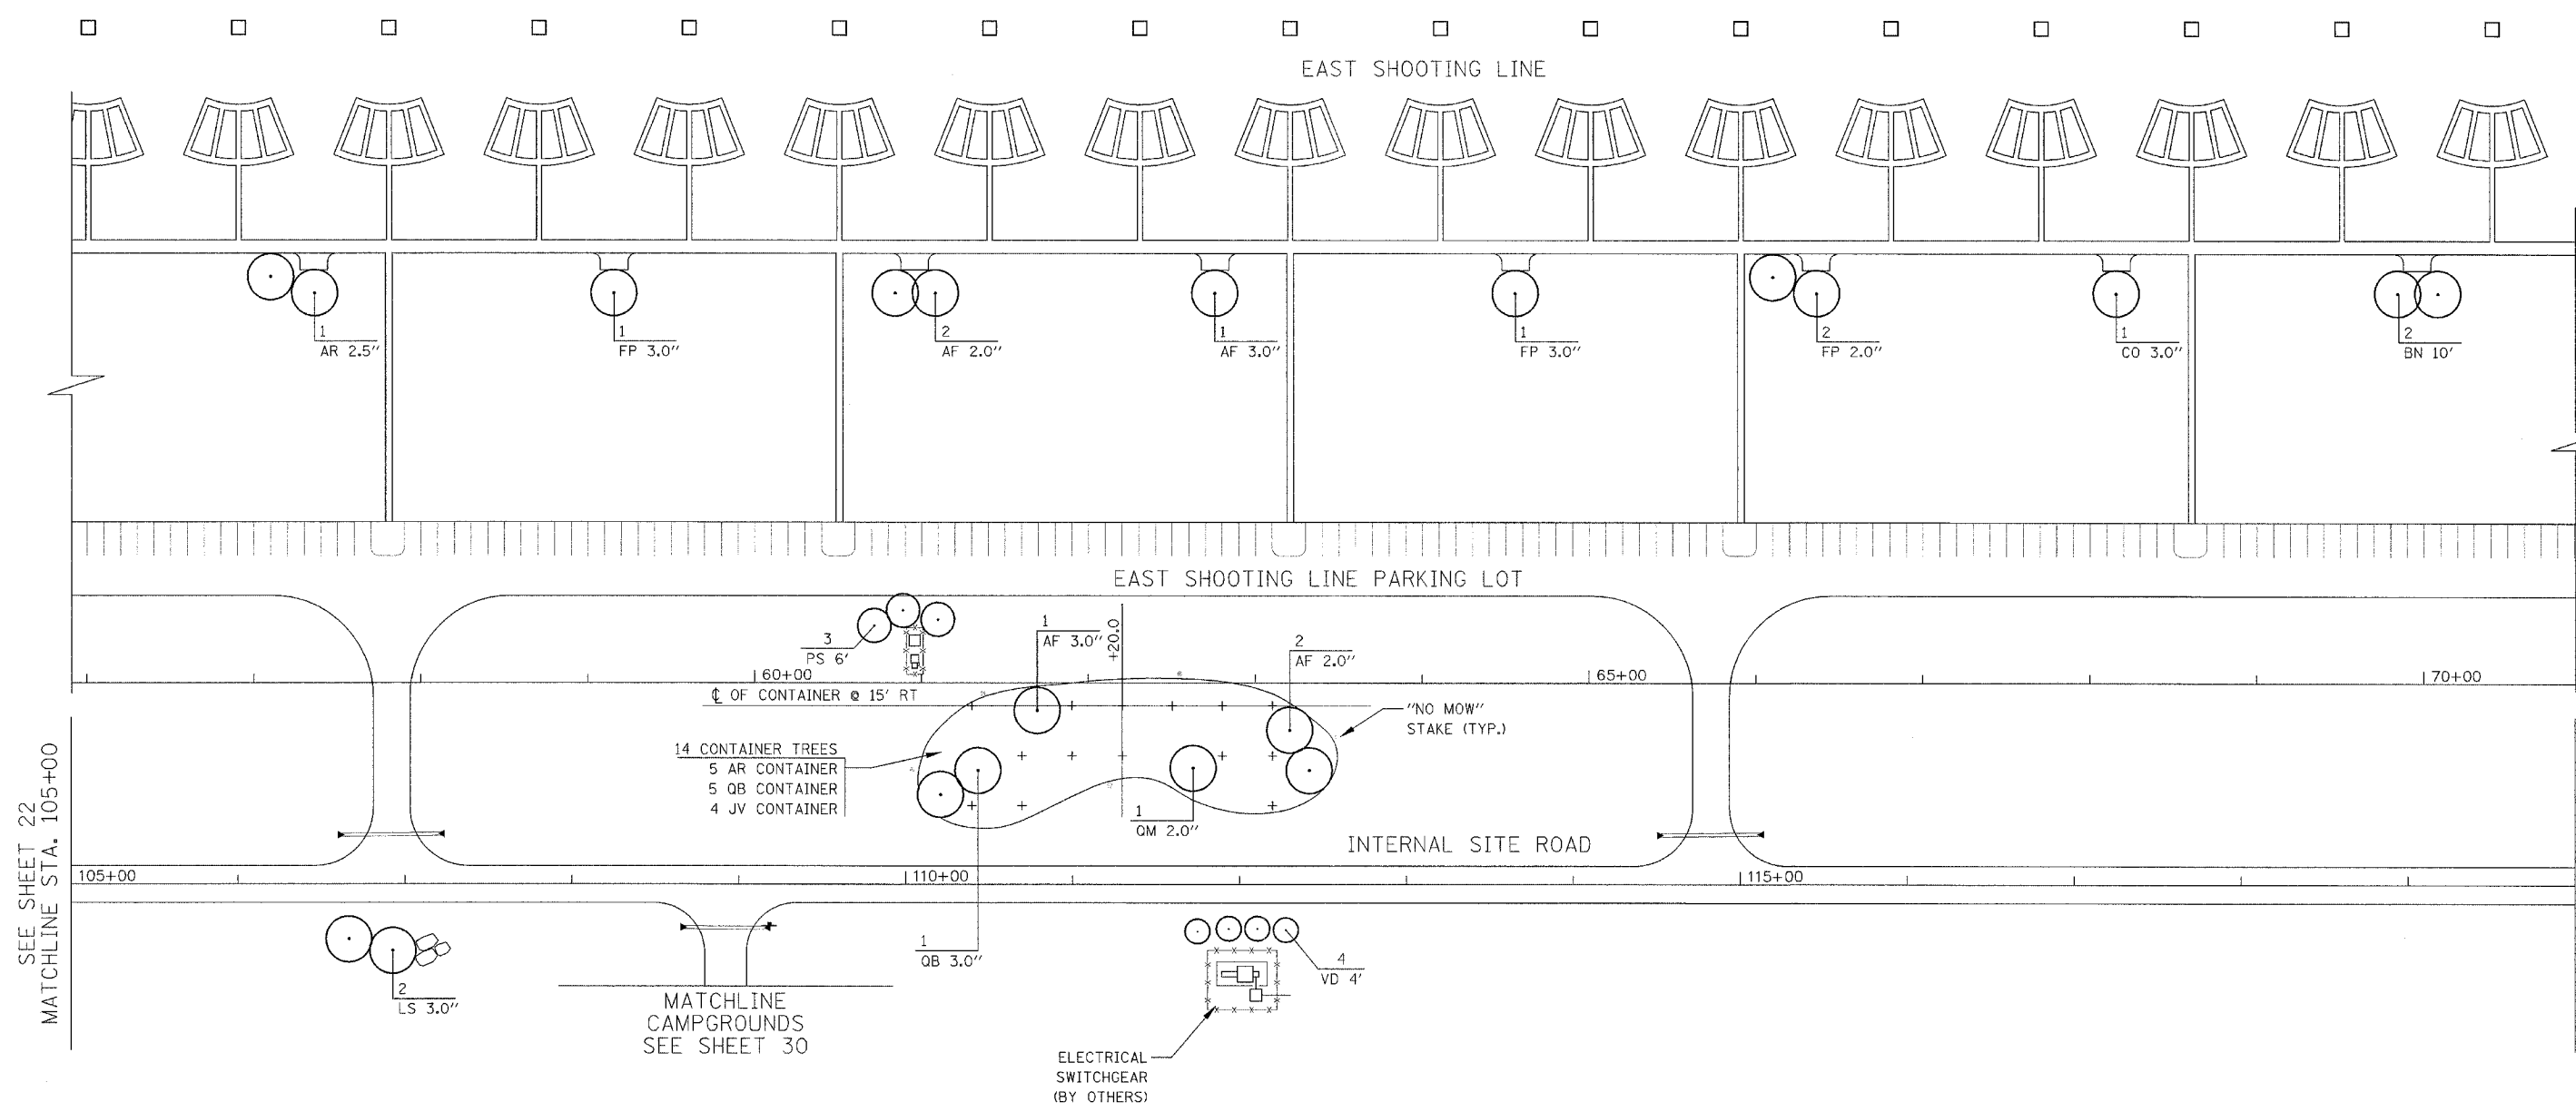 EAST SHOOTING LINE
1
AR 2.5"
1
FP 3.0"
2
AF 2.0"
1
AF 3.0"
1
FP 3.0"
2
FP 2.0"
1
CO 3.0"
2
BN 10'
EAST SHOOTING LINE PARKING LOT
3
PS 6'
1
AF 3.0"
+20.0
2
AF 2.0"
60+00
65+00
70+00
℄ OF CONTAINER @ 15' RT
"NO MOW"
STAKE (TYP.)
14 CONTAINER TREES
5 AR CONTAINER
5 QB CONTAINER
4 JV CONTAINER
1
QM 2.0"
INTERNAL SITE ROAD
SEE SHEET 22
MATCHLINE STA. 105+00
105+00
110+00
115+00
1
QB 3.0"
4
VD 4'
2
LS 3.0"
MATCHLINE
CAMPGROUNDS
SEE SHEET 30
ELECTRICAL
SWITCHGEAR
(BY OTHERS)